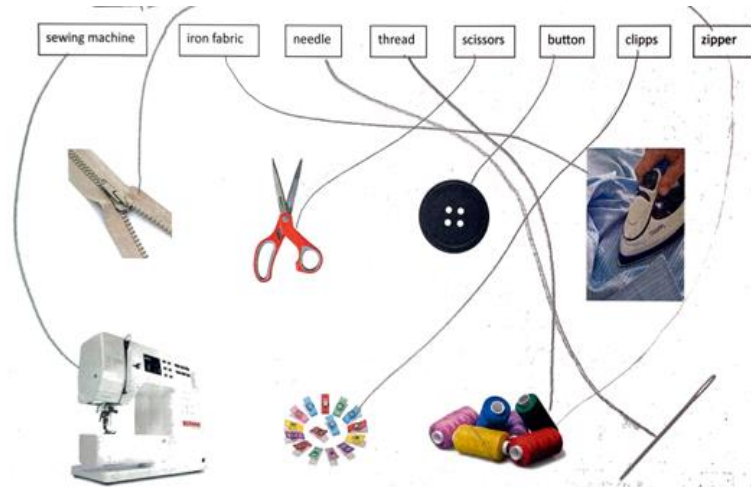 sewing machine
iron fabric
needle
thread
scissors
button
clipps
zipper